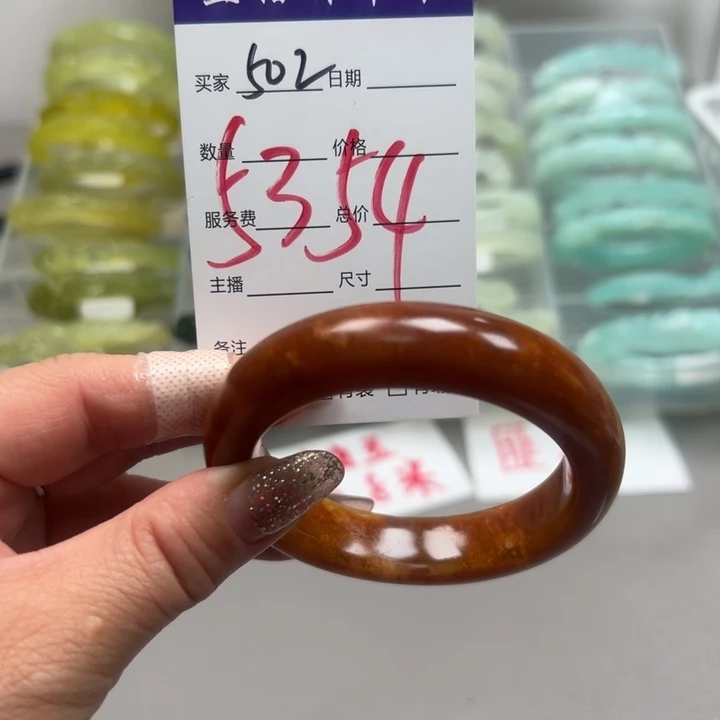 买家 502 日期
数量 价格
5354
服务费 总价
主播 尺寸
备注